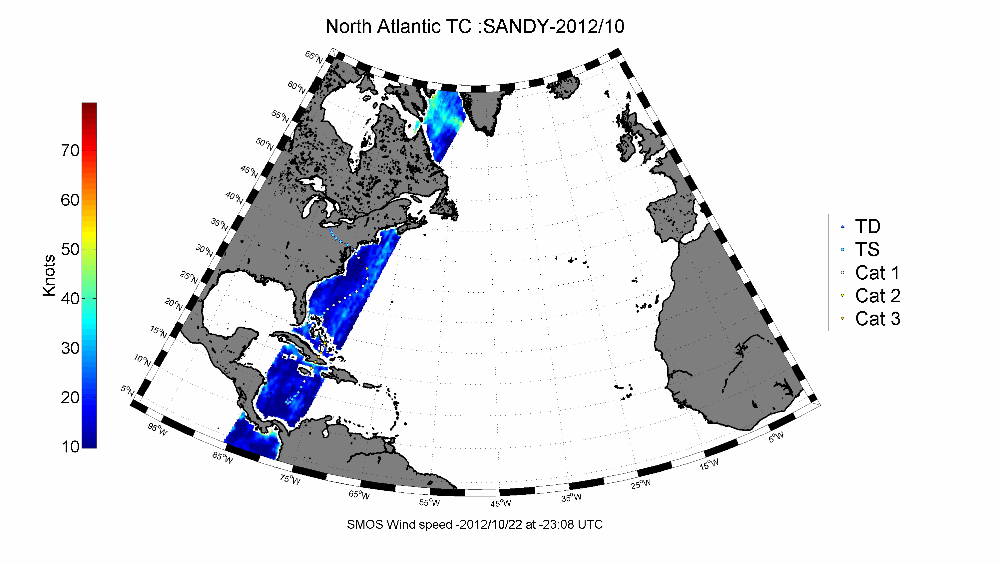 North Atlantic TC :SANDY-2012/10
65°N
60°N
55°N
50°N
45°N
40°N
35°N
30°N
25°N
20°N
15°N
10°N
5°N
95°W
85°W
75°W
65°W
55°W
45°W
35°W
25°W
15°W
5°W
Knots
70
60
50
40
30
20
10
TD
TS
Cat 1
Cat 2
Cat 3
SMOS Wind speed -2012/10/22 at -23:08 UTC